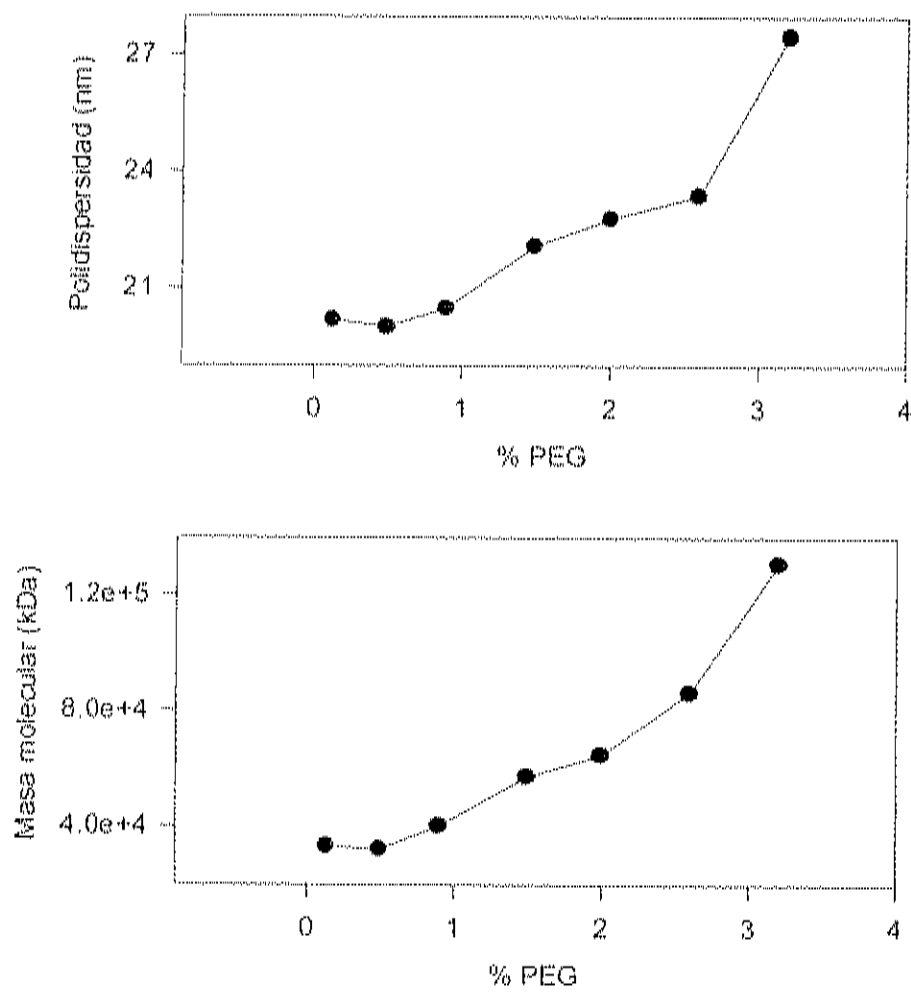 Polidispersidad (nm)
27
24
21
0 1 2 3 4
% PEG
Masa molecular (kDa)
1.2e+5
8.0e+4
4.0e+4
0 1 2 3 4
% PEG